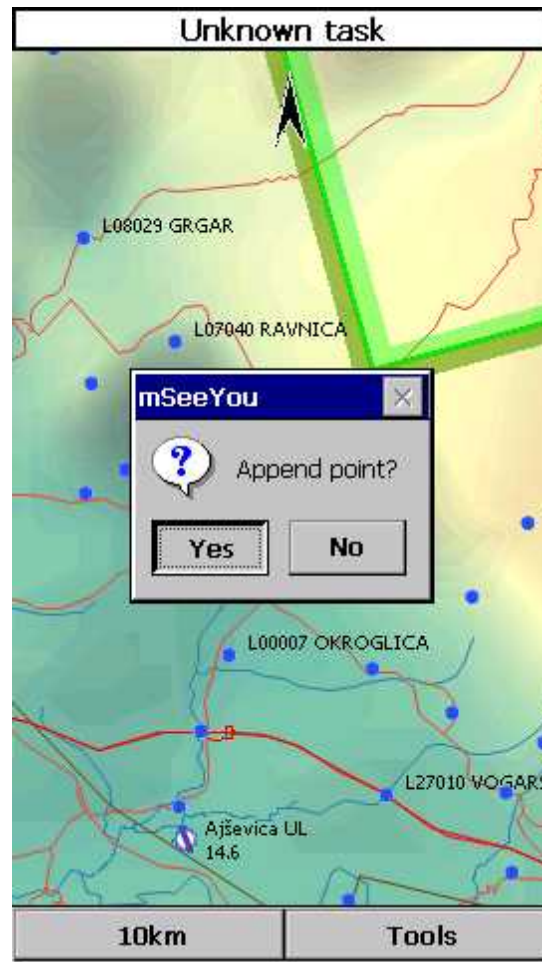 Unknown task
L08029 GRGAR
L07040 RAVNICA
mSeeYou
Append point?
Yes
No
L00007 OKROGLICA
L27010 VOGARS
Ajševica UL
14.6
10km
Tools